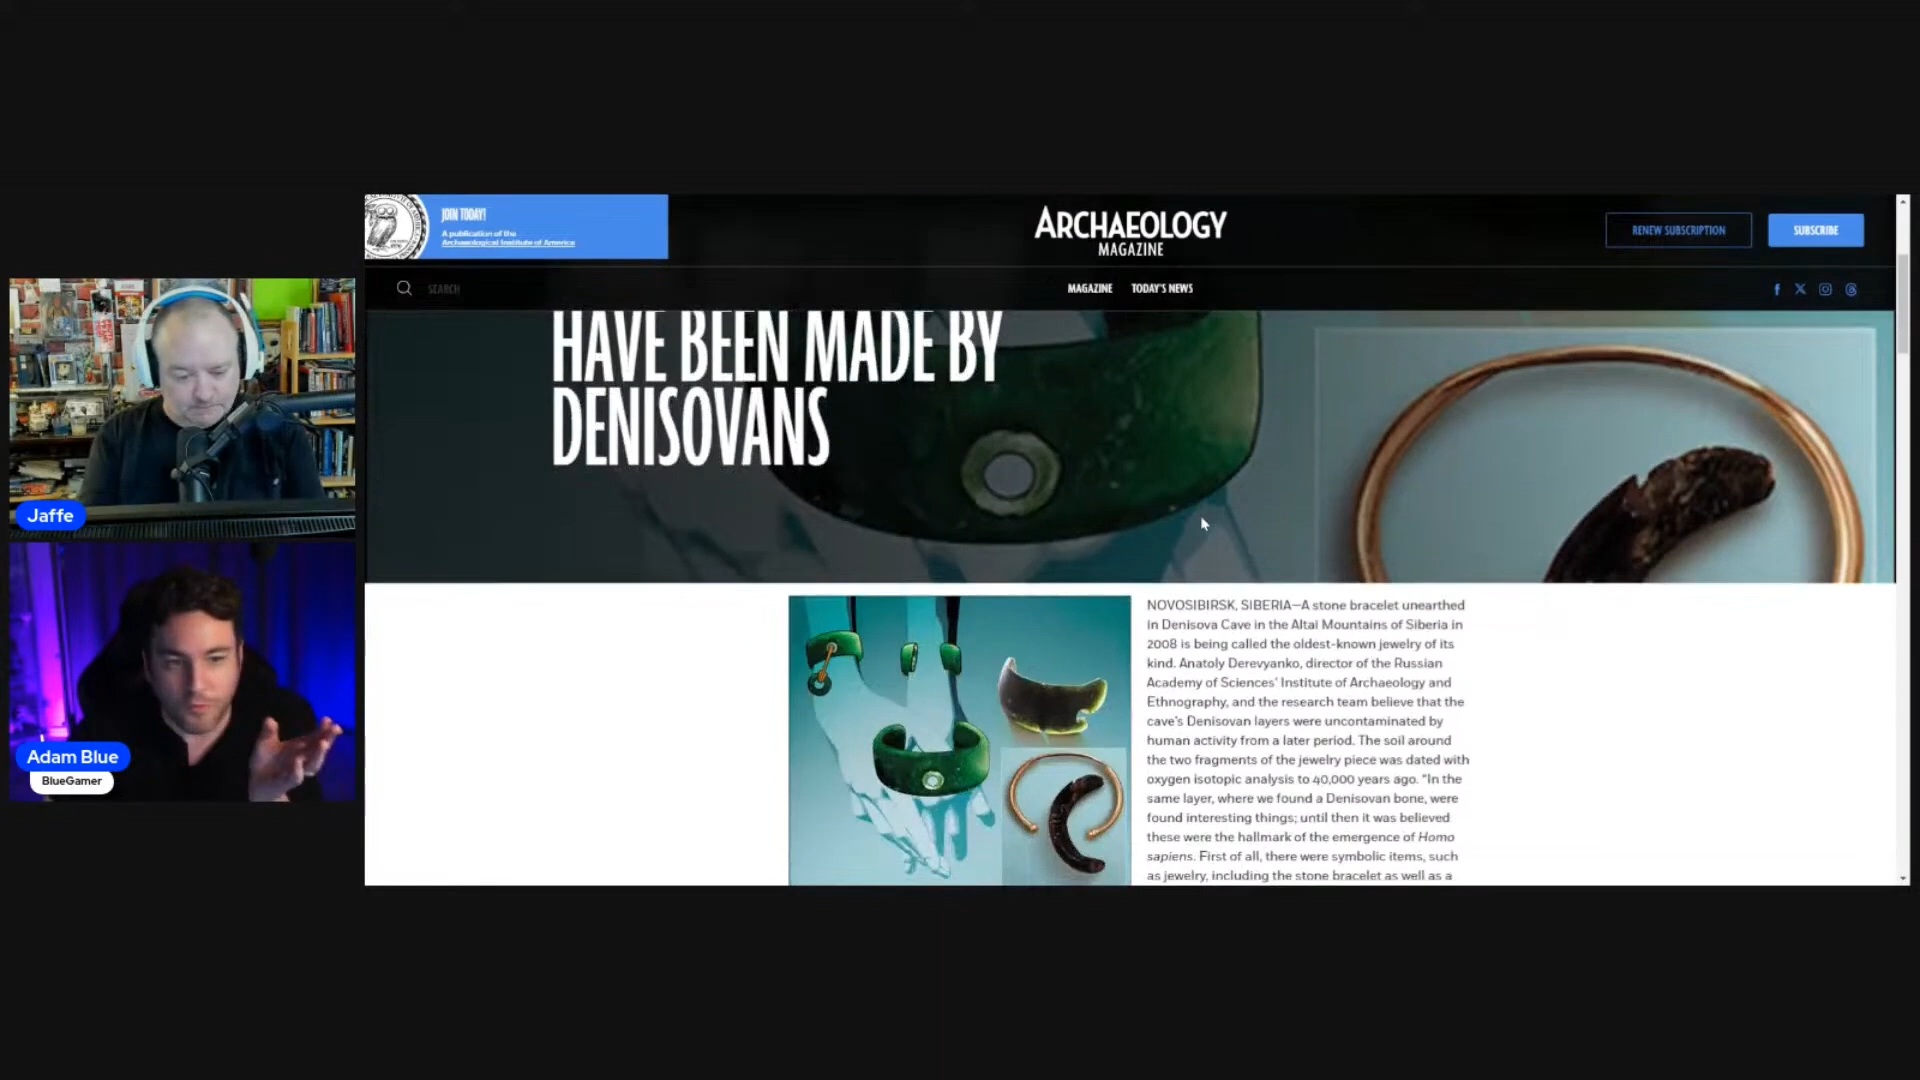 JOIN TODAY!
A publication of the
Archaeological Institute of America
ARCHAEOLOGY
MAGAZINE
RENEW SUBSCRIPTION
SUBSCRIBE
SEARCH
MAGAZINE TODAY'S NEWS
HAVE BEEN MADE BY
DENISOVANS
Jaffe
Adam Blue
BlueGamer
NOVOSIBIRSK, SIBERIA—A stone bracelet unearthed
in Denisova Cave in the Altai Mountains of Siberia in
2008 is being called the oldest-known jewelry of its
kind. Anatoly Derevyanko, director of the Russian
Academy of Sciences' Institute of Archaeology and
Ethnography, and the research team believe that the
cave's Denisovan layers were uncontaminated by
human activity from a later period. The soil around
the two fragments of the jewelry piece was dated with
oxygen isotopic analysis to 40,000 years ago. "In the
same layer, where we found a Denisovan bone, were
found interesting things; until then it was believed
these were the hallmark of the emergence of Homo
sapiens. First of all, there were symbolic items, such
as jewelry, including the stone bracelet as well as a